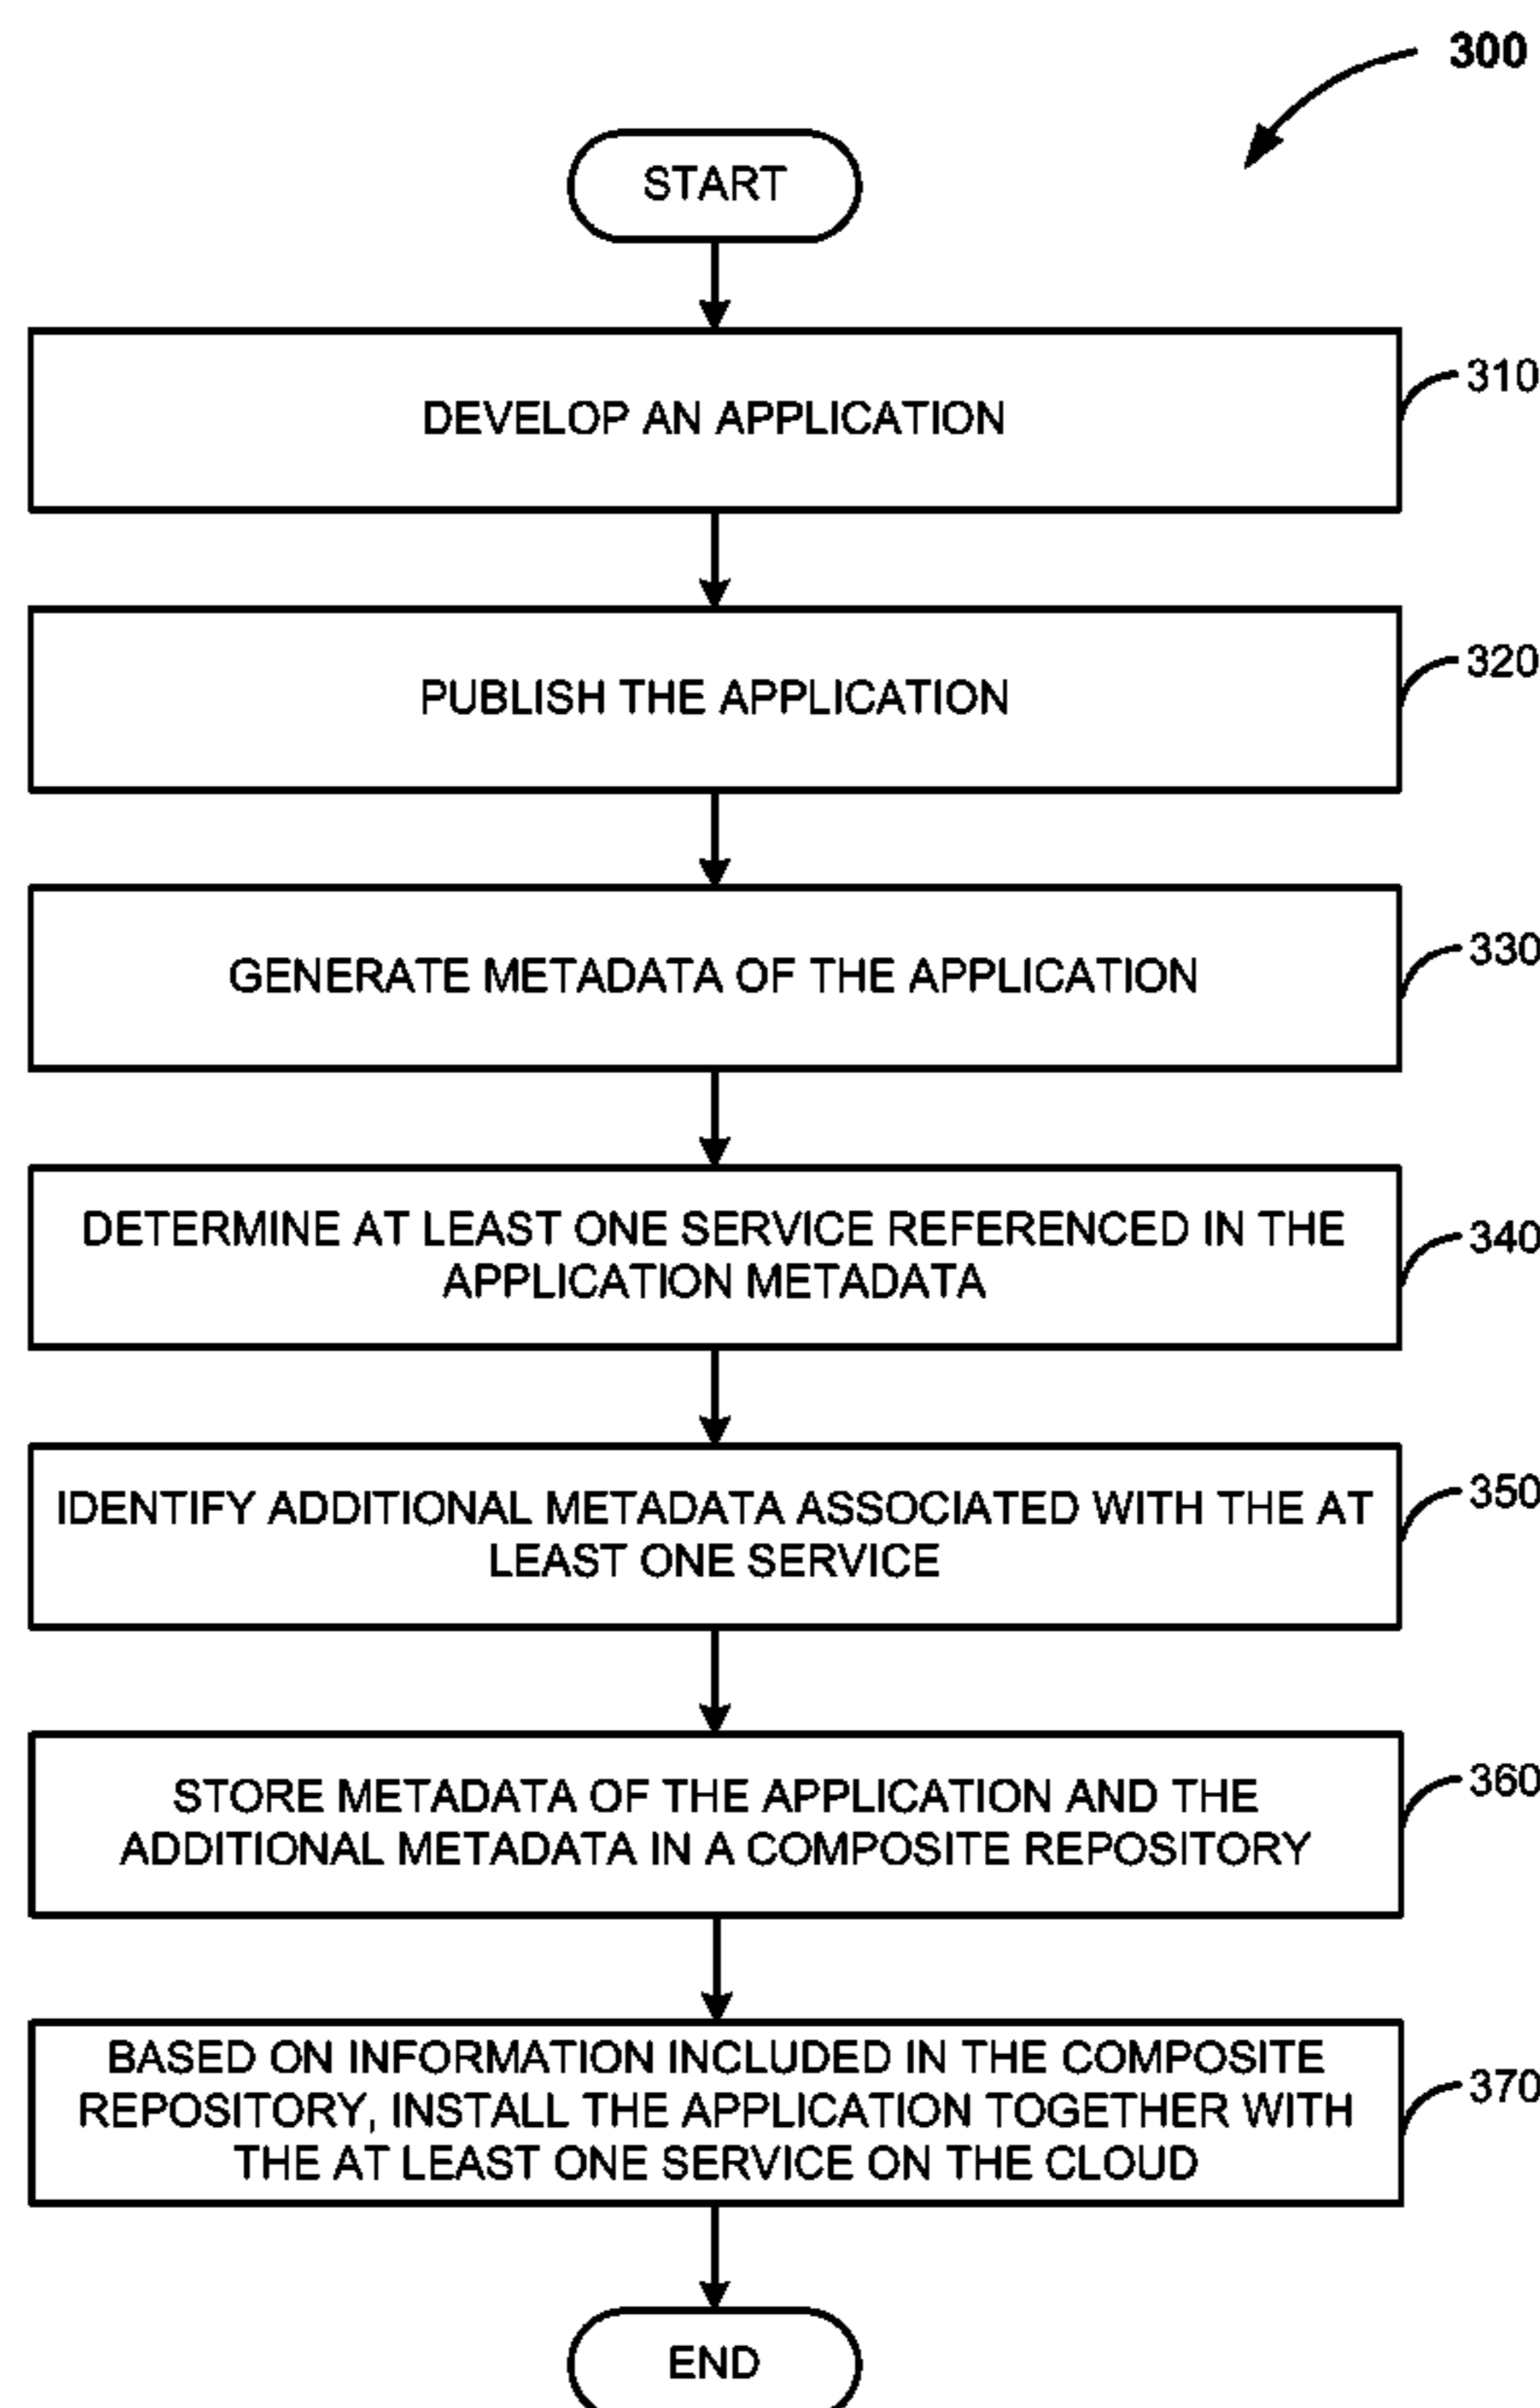 300
START
DEVELOP AN APPLICATION
310
PUBLISH THE APPLICATION
320
GENERATE METADATA OF THE APPLICATION
330
DETERMINE AT LEAST ONE SERVICE REFERENCED IN THE
APPLICATION METADATA
340
IDENTIFY ADDITIONAL METADATA ASSOCIATED WITH THE AT
LEAST ONE SERVICE
350
STORE METADATA OF THE APPLICATION AND THE
ADDITIONAL METADATA IN A COMPOSITE REPOSITORY
360
BASED ON INFORMATION INCLUDED IN THE COMPOSITE
REPOSITORY, INSTALL THE APPLICATION TOGETHER WITH
THE AT LEAST ONE SERVICE ON THE CLOUD
370
END